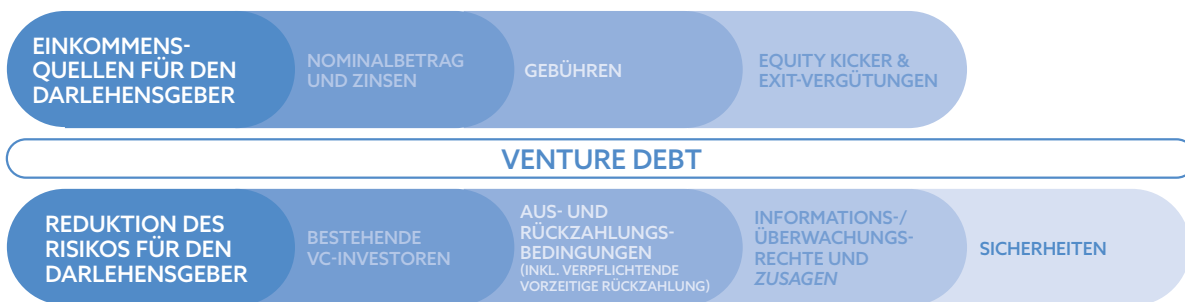 EINKOMMENS-
QUELLEN FÜR DEN
DARLEHENSGEBER
NOMINALBETRAG
UND ZINSEN
GEBÜHREN
EQUITY KICKER &
EXIT-VERGÜTUNGEN
VENTURE DEBT
REDUKTION DES
RISIKOS FÜR DEN
DARLEHENSGEBER
BESTEHENDE
VC-INVESTOREN
AUS- UND
RÜCKZAHLUNGS-
BEDINGUNGEN
(INKL. VERPFLICHTENDE
VORZEITIGE RÜCKZAHLUNG)
INFORMATIONS-/
ÜBERWACHUNGS-
RECHTE UND
ZUSAGEN
SICHERHEITEN